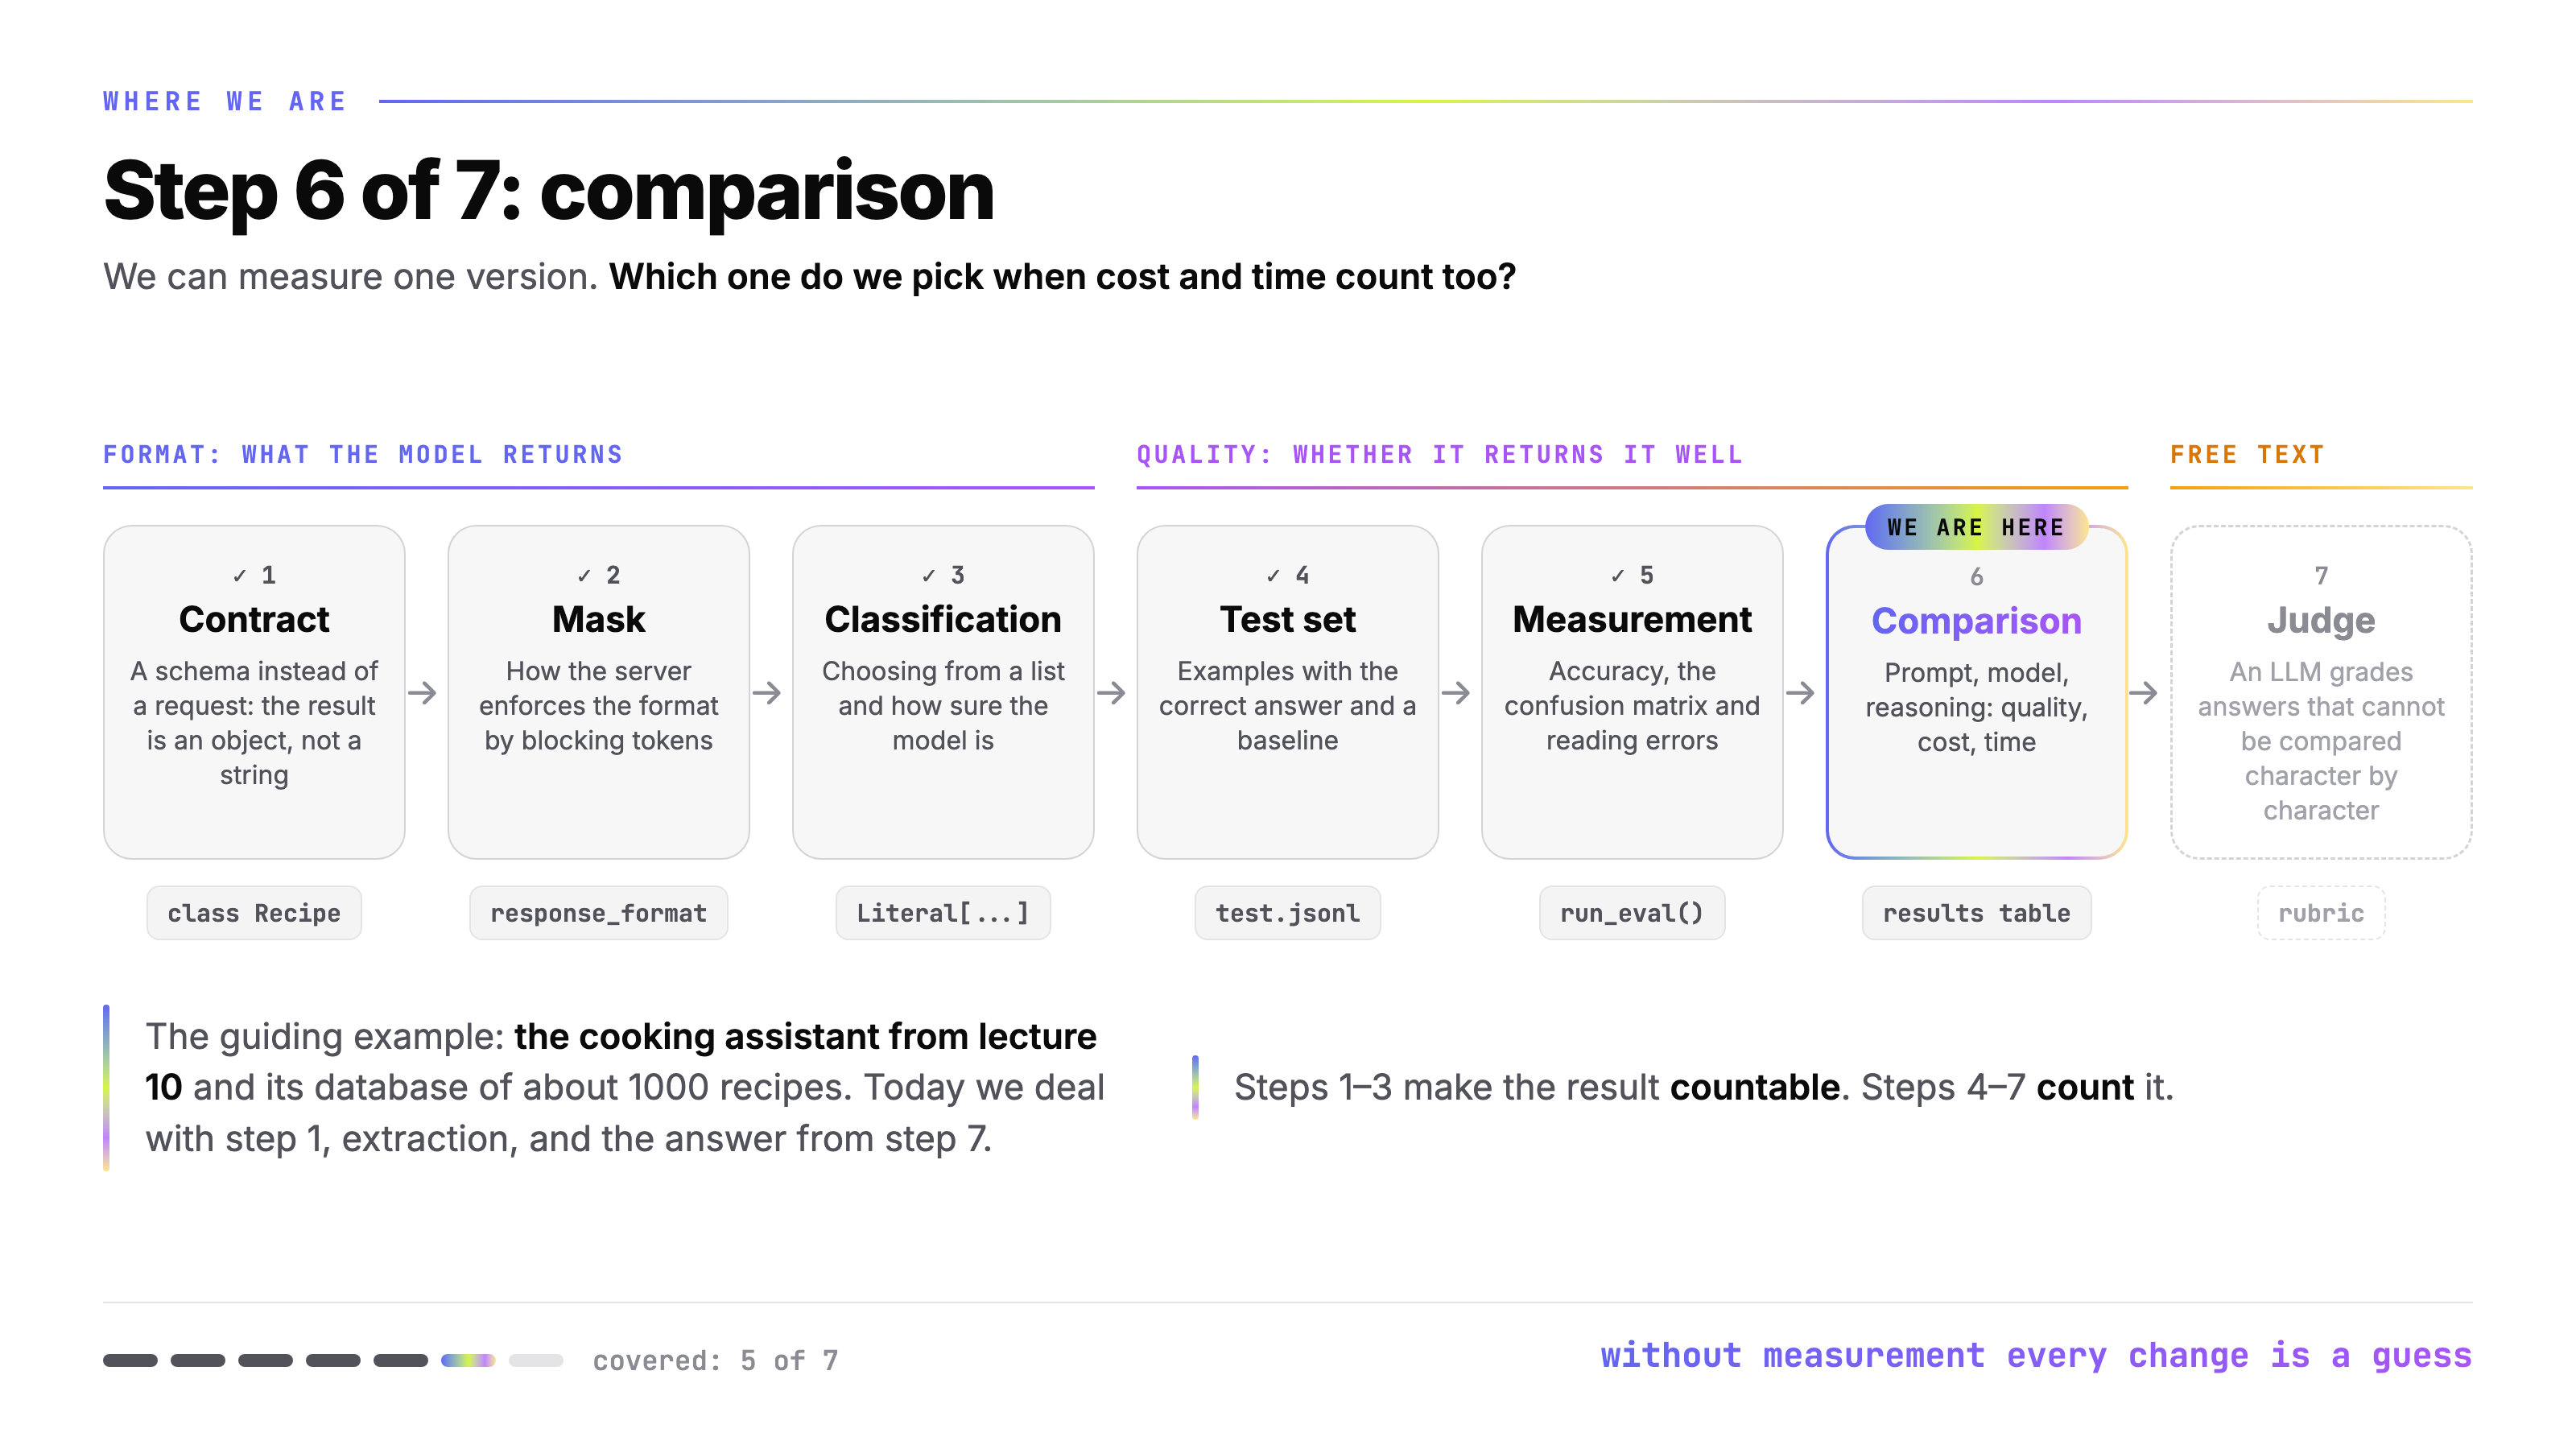 WHERE WE ARE
Step 6 of 7: comparison
We can measure one version. Which one do we pick when cost and time count too?
FORMAT: WHAT THE MODEL RETURNS
QUALITY: WHETHER IT RETURNS IT WELL
FREE TEXT
✓ 1
Contract
A schema instead of
a request: the result
is an object, not a
string
class Recipe
✓ 2
Mask
How the server
enforces the format
by blocking tokens
response_format
✓ 3
Classification
Choosing from a list
and how sure the
model is
Literal[...]
✓ 4
Test set
Examples with the
correct answer and a
baseline
test.jsonl
✓ 5
Measurement
Accuracy, the
confusion matrix and
reading errors
run_eval()
WE ARE HERE
6
Comparison
Prompt, model,
reasoning: quality,
cost, time
results table
7
Judge
An LLM grades
answers that cannot
be compared
character by
character
rubric
The guiding example: the cooking assistant from lecture
10 and its database of about 1000 recipes. Today we deal
with step 1, extraction, and the answer from step 7.
Steps 1–3 make the result countable. Steps 4–7 count it.
covered: 5 of 7
without measurement every change is a guess